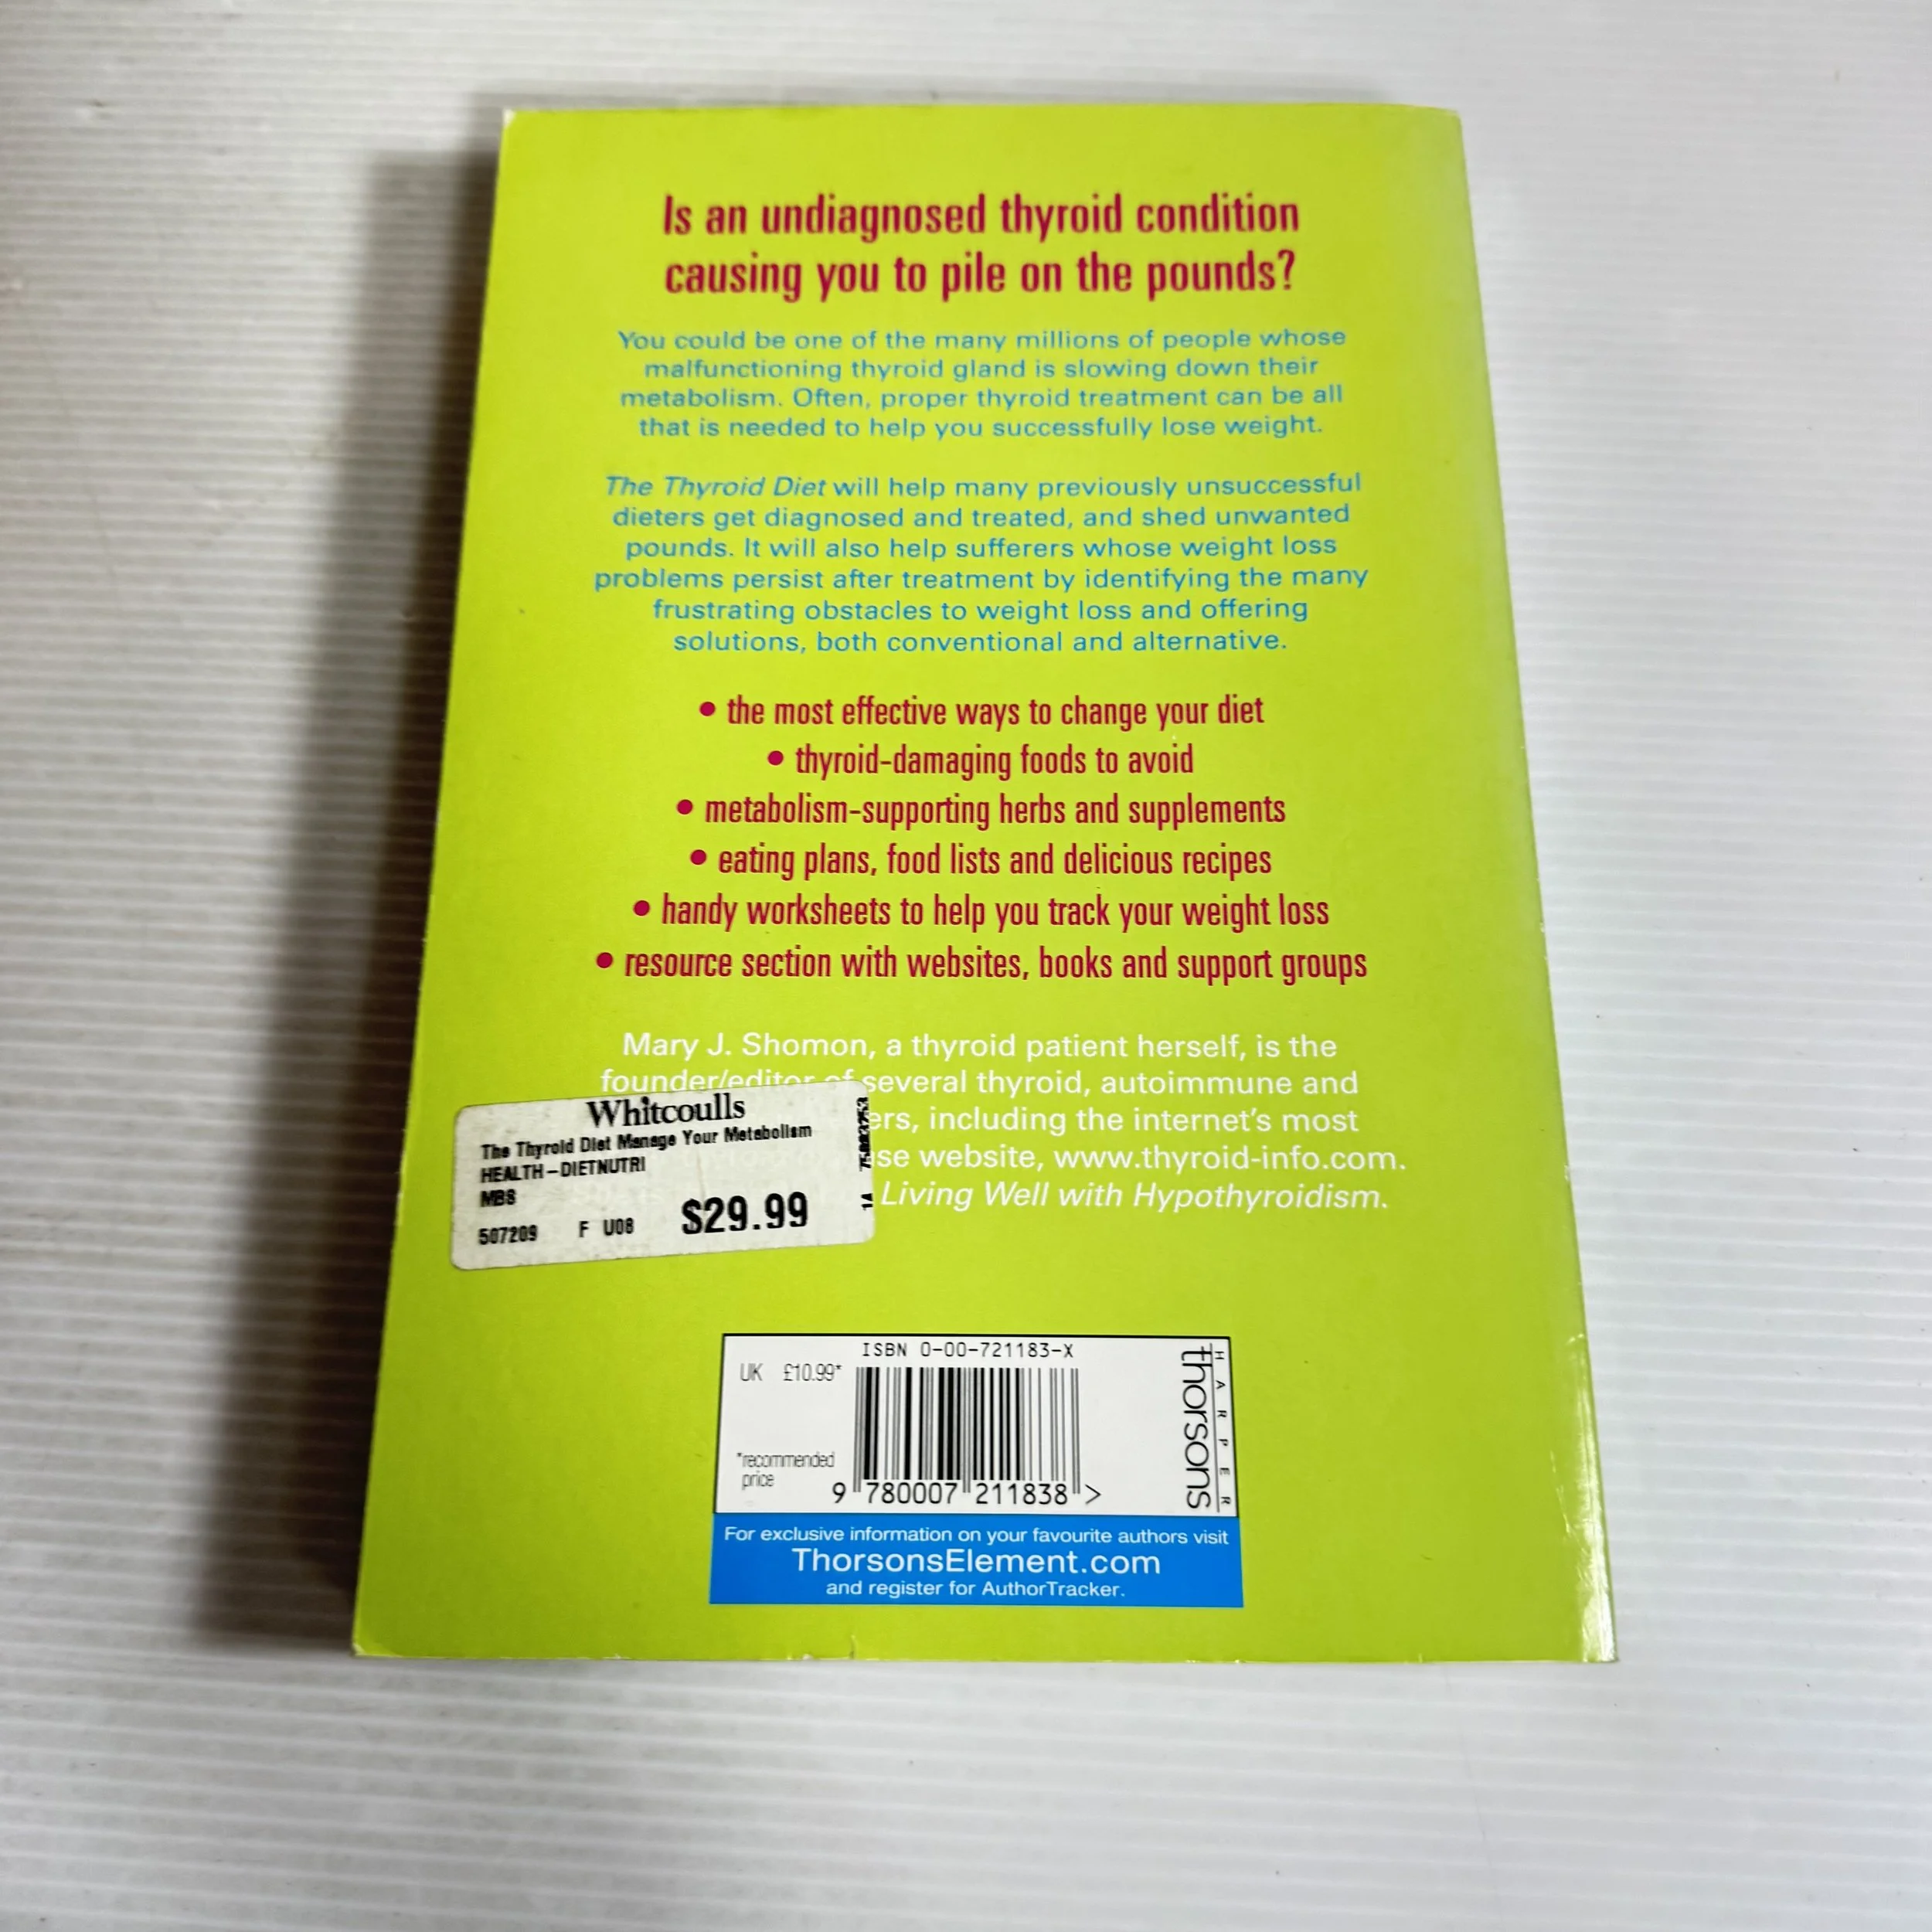 Is an undiagnosed thyroid condition
causing you to pile on the pounds?
You could be one of the many millions of people whose
malfunctioning thyroid gland is slowing down their
metabolism. Often, proper thyroid treatment can be all
that is needed to help you successfully lose weight.
The Thyroid Diet will help many previously unsuccessful
dieters get diagnosed and treated, and shed unwanted
pounds. It will also help sufferers whose weight loss
problems persist after treatment by identifying the many
frustrating obstacles to weight loss and offering
solutions, both conventional and alternative.
• the most effective ways to change your diet
• thyroid-damaging foods to avoid
• metabolism-supporting herbs and supplements
• eating plans, food lists and delicious recipes
• handy worksheets to help you track your weight loss
• resource section with websites, books and support groups
Mary J. Shomon, a thyroid patient herself, is the
founder/editor of several thyroid, autoimmune and
ers, including the internet's most
se website, www.thyroid-info.com.
Living Well with Hypothyroidism.
Whitcoulls
The Thyroid Diet Manage Your Metabolism
HEALTH-DIETNUTRI
MBS
507209 F U08 $29.99
ISBN 0-00-721183-X
UK £10.99*
*recommended
price
9 780007 211838 >
HARPER
thorsons
For exclusive information on your favourite authors visit
ThorsonsElement.com
and register for AuthorTracker.